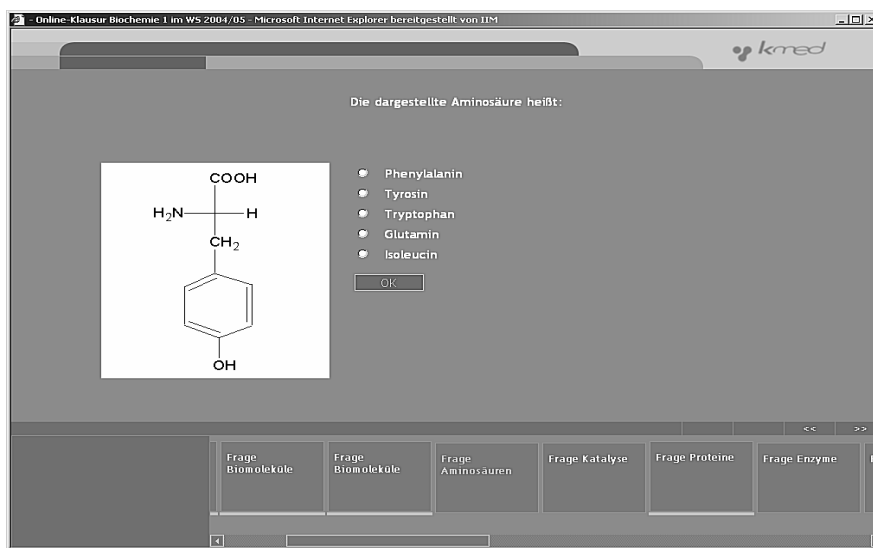 - Online-Klausur Biochemie 1 im WS 2004/05 - Microsoft Internet Explorer bereitgestellt von IIM
kmed
Die dargestellte Aminosäure heißt:
COOH
H₂N
H
CH₂
OH
Phenylalanin
Tyrosin
Tryptophan
Glutamin
Isoleucin
OK
<< >>
Frage
Biomoleküle
Frage
Biomoleküle
Frage
Aminosäuren
Frage Katalyse
Frage Proteine
Frage Enzyme